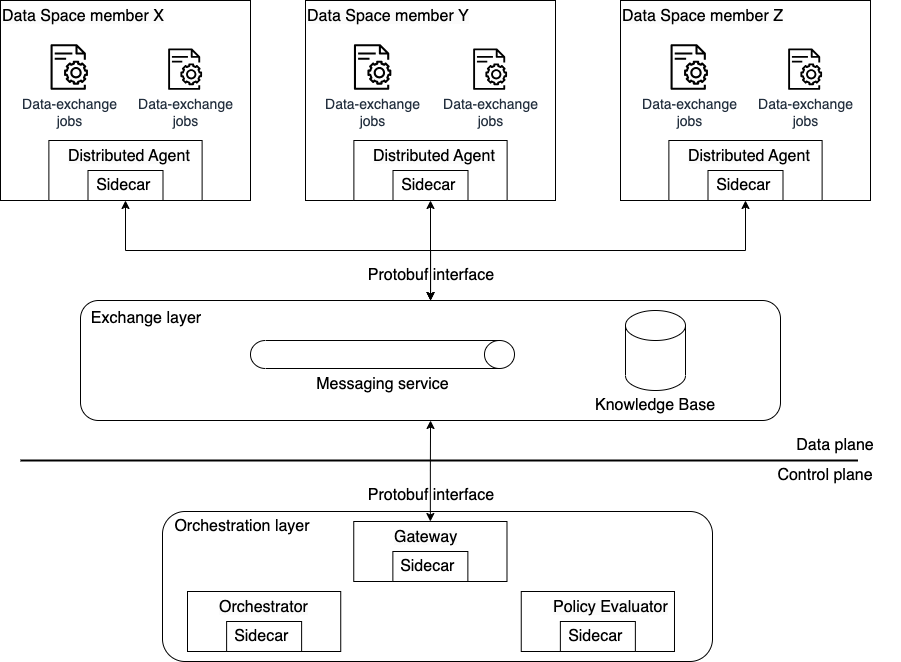 Data Space member X
Data Space member Y
Data Space member Z
Data-exchange
jobs
Data-exchange
jobs
Data-exchange
jobs
Data-exchange
jobs
Data-exchange
jobs
Data-exchange
jobs
Distributed Agent
Sidecar
Distributed Agent
Sidecar
Distributed Agent
Sidecar
Protobuf interface
Exchange layer
Messaging service
Knowledge Base
Data plane
Control plane
Protobuf interface
Orchestration layer
Gateway
Sidecar
Orchestrator
Sidecar
Policy Evaluator
Sidecar